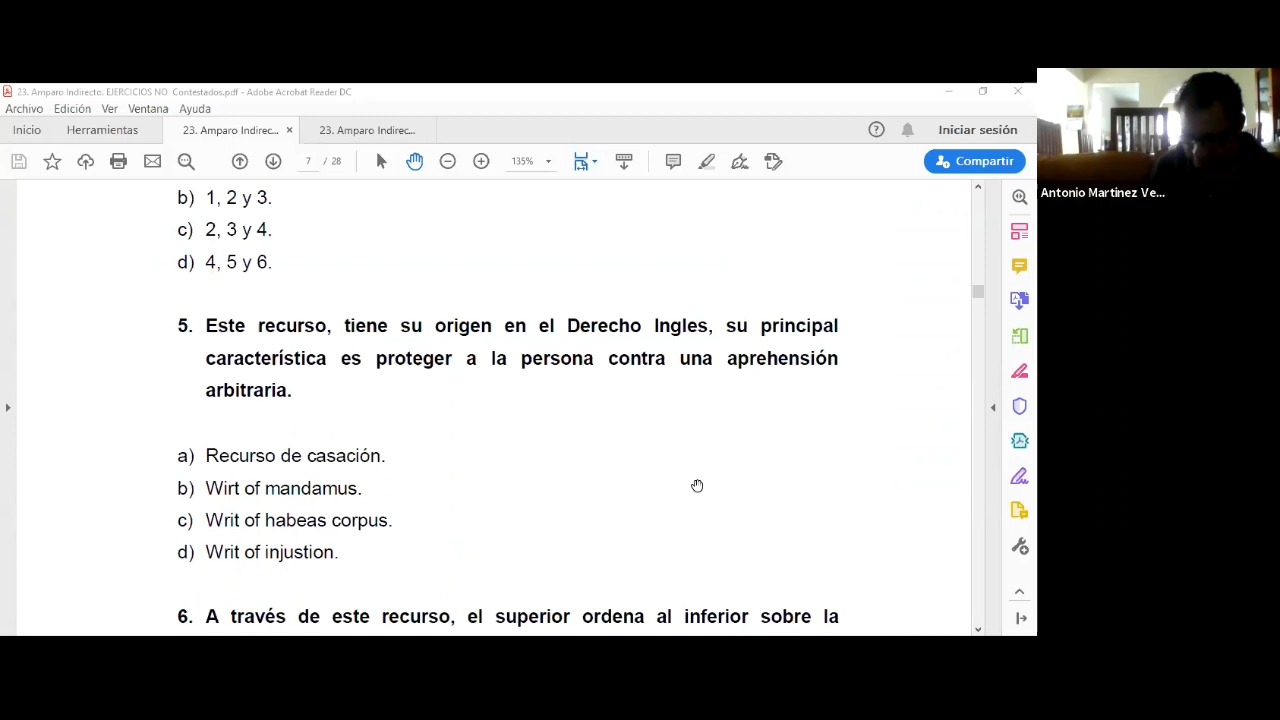 23. Amparo Indirecto. EJERCICIOS NO Contestados.pdf - Adobe Acrobat Reader DC
Archivo Edición Ver Ventana Ayuda
Inicio Herramientas 23. Amparo Indirec... × 23. Amparo Indirec... Iniciar sesión
7 / 28 135% Compartir
b) 1, 2 y 3.
c) 2, 3 y 4.
d) 4, 5 y 6.
5. Este recurso, tiene su origen en el Derecho Ingles, su principal
característica es proteger a la persona contra una aprehensión
arbitraria.
a) Recurso de casación.
b) Wirt of mandamus.
c) Writ of habeas corpus.
d) Writ of injustion.
6. A través de este recurso, el superior ordena al inferior sobre la
Antonio Martinez Ve...